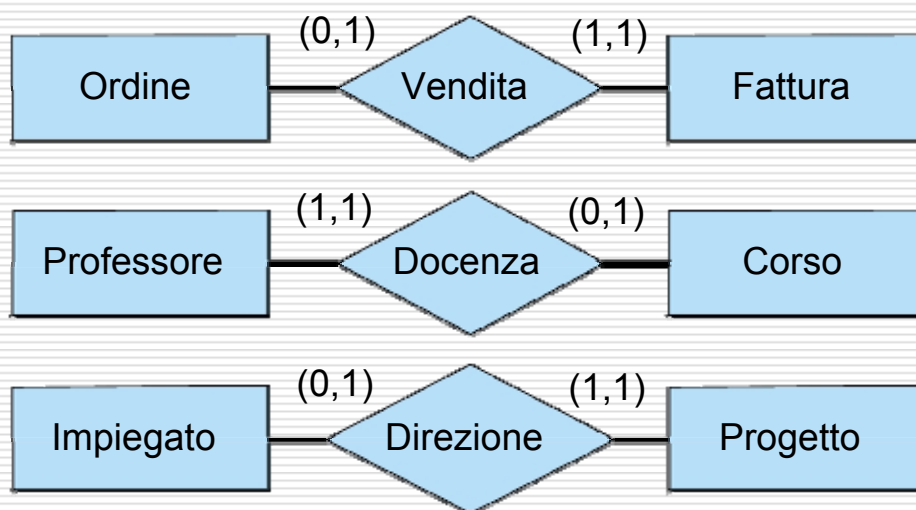 (0,1) (1,1)
Ordine Vendita Fattura
(1,1) (0,1)
Professore Docenza Corso
(0,1) (1,1)
Impiegato Direzione Progetto